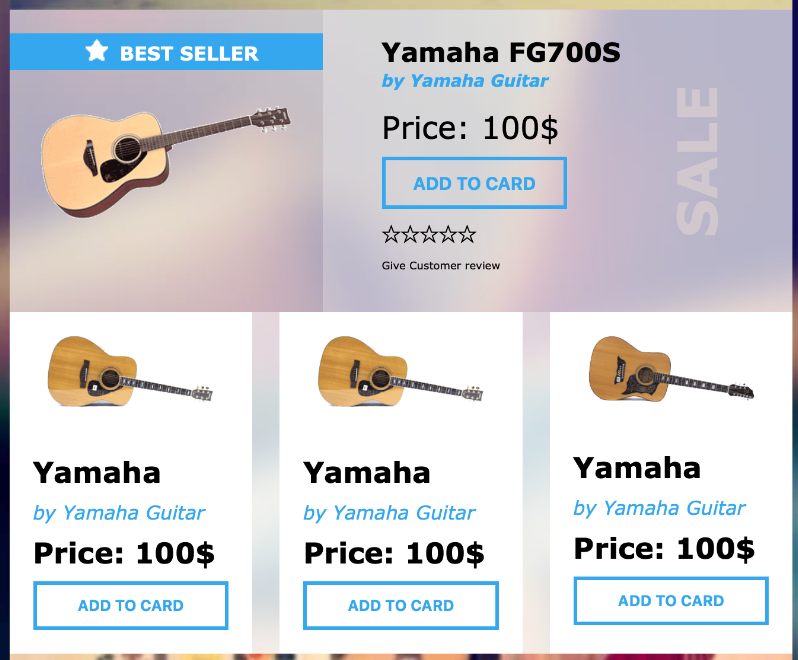 BEST SELLER
Yamaha FG700S
by Yamaha Guitar
Price: 100$
ADD TO CARD
☆☆☆☆☆
Give Customer review
SALE
Yamaha
by Yamaha Guitar
Price: 100$
ADD TO CARD
Yamaha
by Yamaha Guitar
Price: 100$
ADD TO CARD
Yamaha
by Yamaha Guitar
Price: 100$
ADD TO CARD